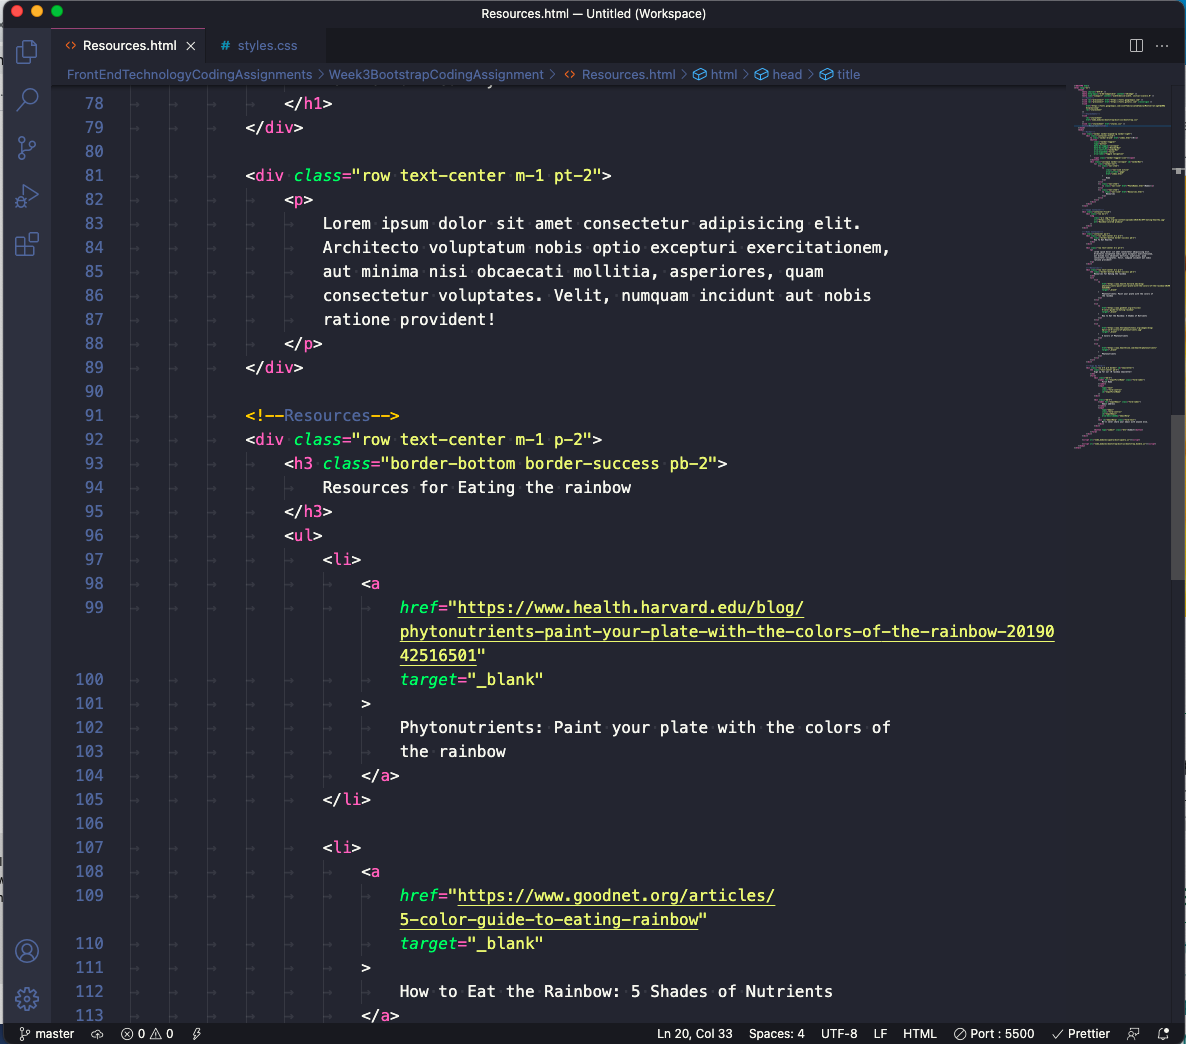 Resources.html — Untitled (Workspace)
Resources.html
# styles.css
FrontEndTechnologyCodingAssignments > Week3BootstrapCodingAssignment > Resources.html > html > head > title
78 </h1>
79 </div>
80
81 <div class="row text-center m-1 pt-2">
82 <p>
83 Lorem ipsum dolor sit amet consectetur adipisicing elit.
84 Architecto voluptatum nobis optio excepturi exercitationem,
85 aut minima nisi obcaecati mollitia, asperiores, quam
86 consectetur voluptates. Velit, numquam incidunt aut nobis
87 ratione provident!
88 </p>
89 </div>
90
91 <!--Resources-->
92 <div class="row text-center m-1 p-2">
93 <h3 class="border-bottom border-success pb-2">
94 Resources for Eating the rainbow
95 </h3>
96 <ul>
97 <li>
98 <a
99 href="https://www.health.harvard.edu/blog/
phytonutrients-paint-your-plate-with-the-colors-of-the-rainbow-20190
42516501"
100 target="_blank"
101 >
102 Phytonutrients: Paint your plate with the colors of
103 the rainbow
104 </a>
105 </li>
106
107 <li>
108 <a
109 href="https://www.goodnet.org/articles/
5-color-guide-to-eating-rainbow"
110 target="_blank"
111 >
112 How to Eat the Rainbow: 5 Shades of Nutrients
113 </a>
master 0 0 Ln 20, Col 33 Spaces: 4 UTF-8 LF HTML Port : 5500 Prettier